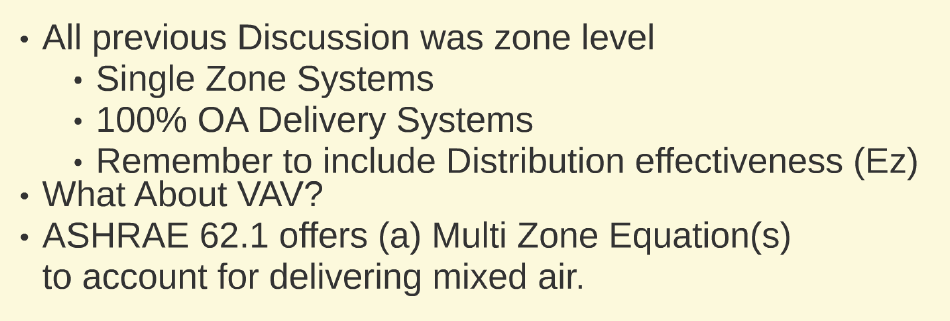 • All previous Discussion was zone level
• Single Zone Systems
• 100% OA Delivery Systems
• Remember to include Distribution effectiveness (Ez)
• What About VAV?
• ASHRAE 62.1 offers (a) Multi Zone Equation(s)
to account for delivering mixed air.